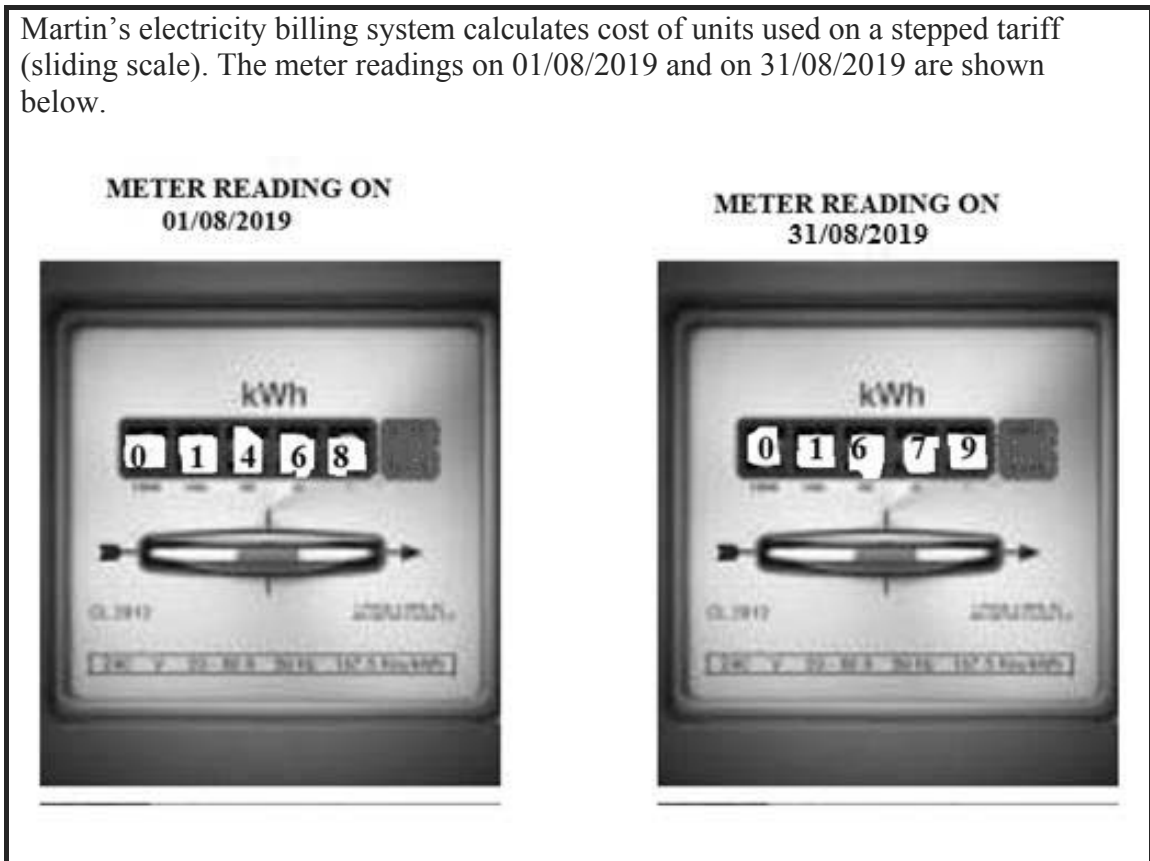 Martin’s electricity billing system calculates cost of units used on a stepped tariff
(sliding scale). The meter readings on 01/08/2019 and on 31/08/2019 are shown
below.
METER READING ON
01/08/2019
METER READING ON
31/08/2019
kWh
0 1 4 6 8
kWh
0 1 6 7 9